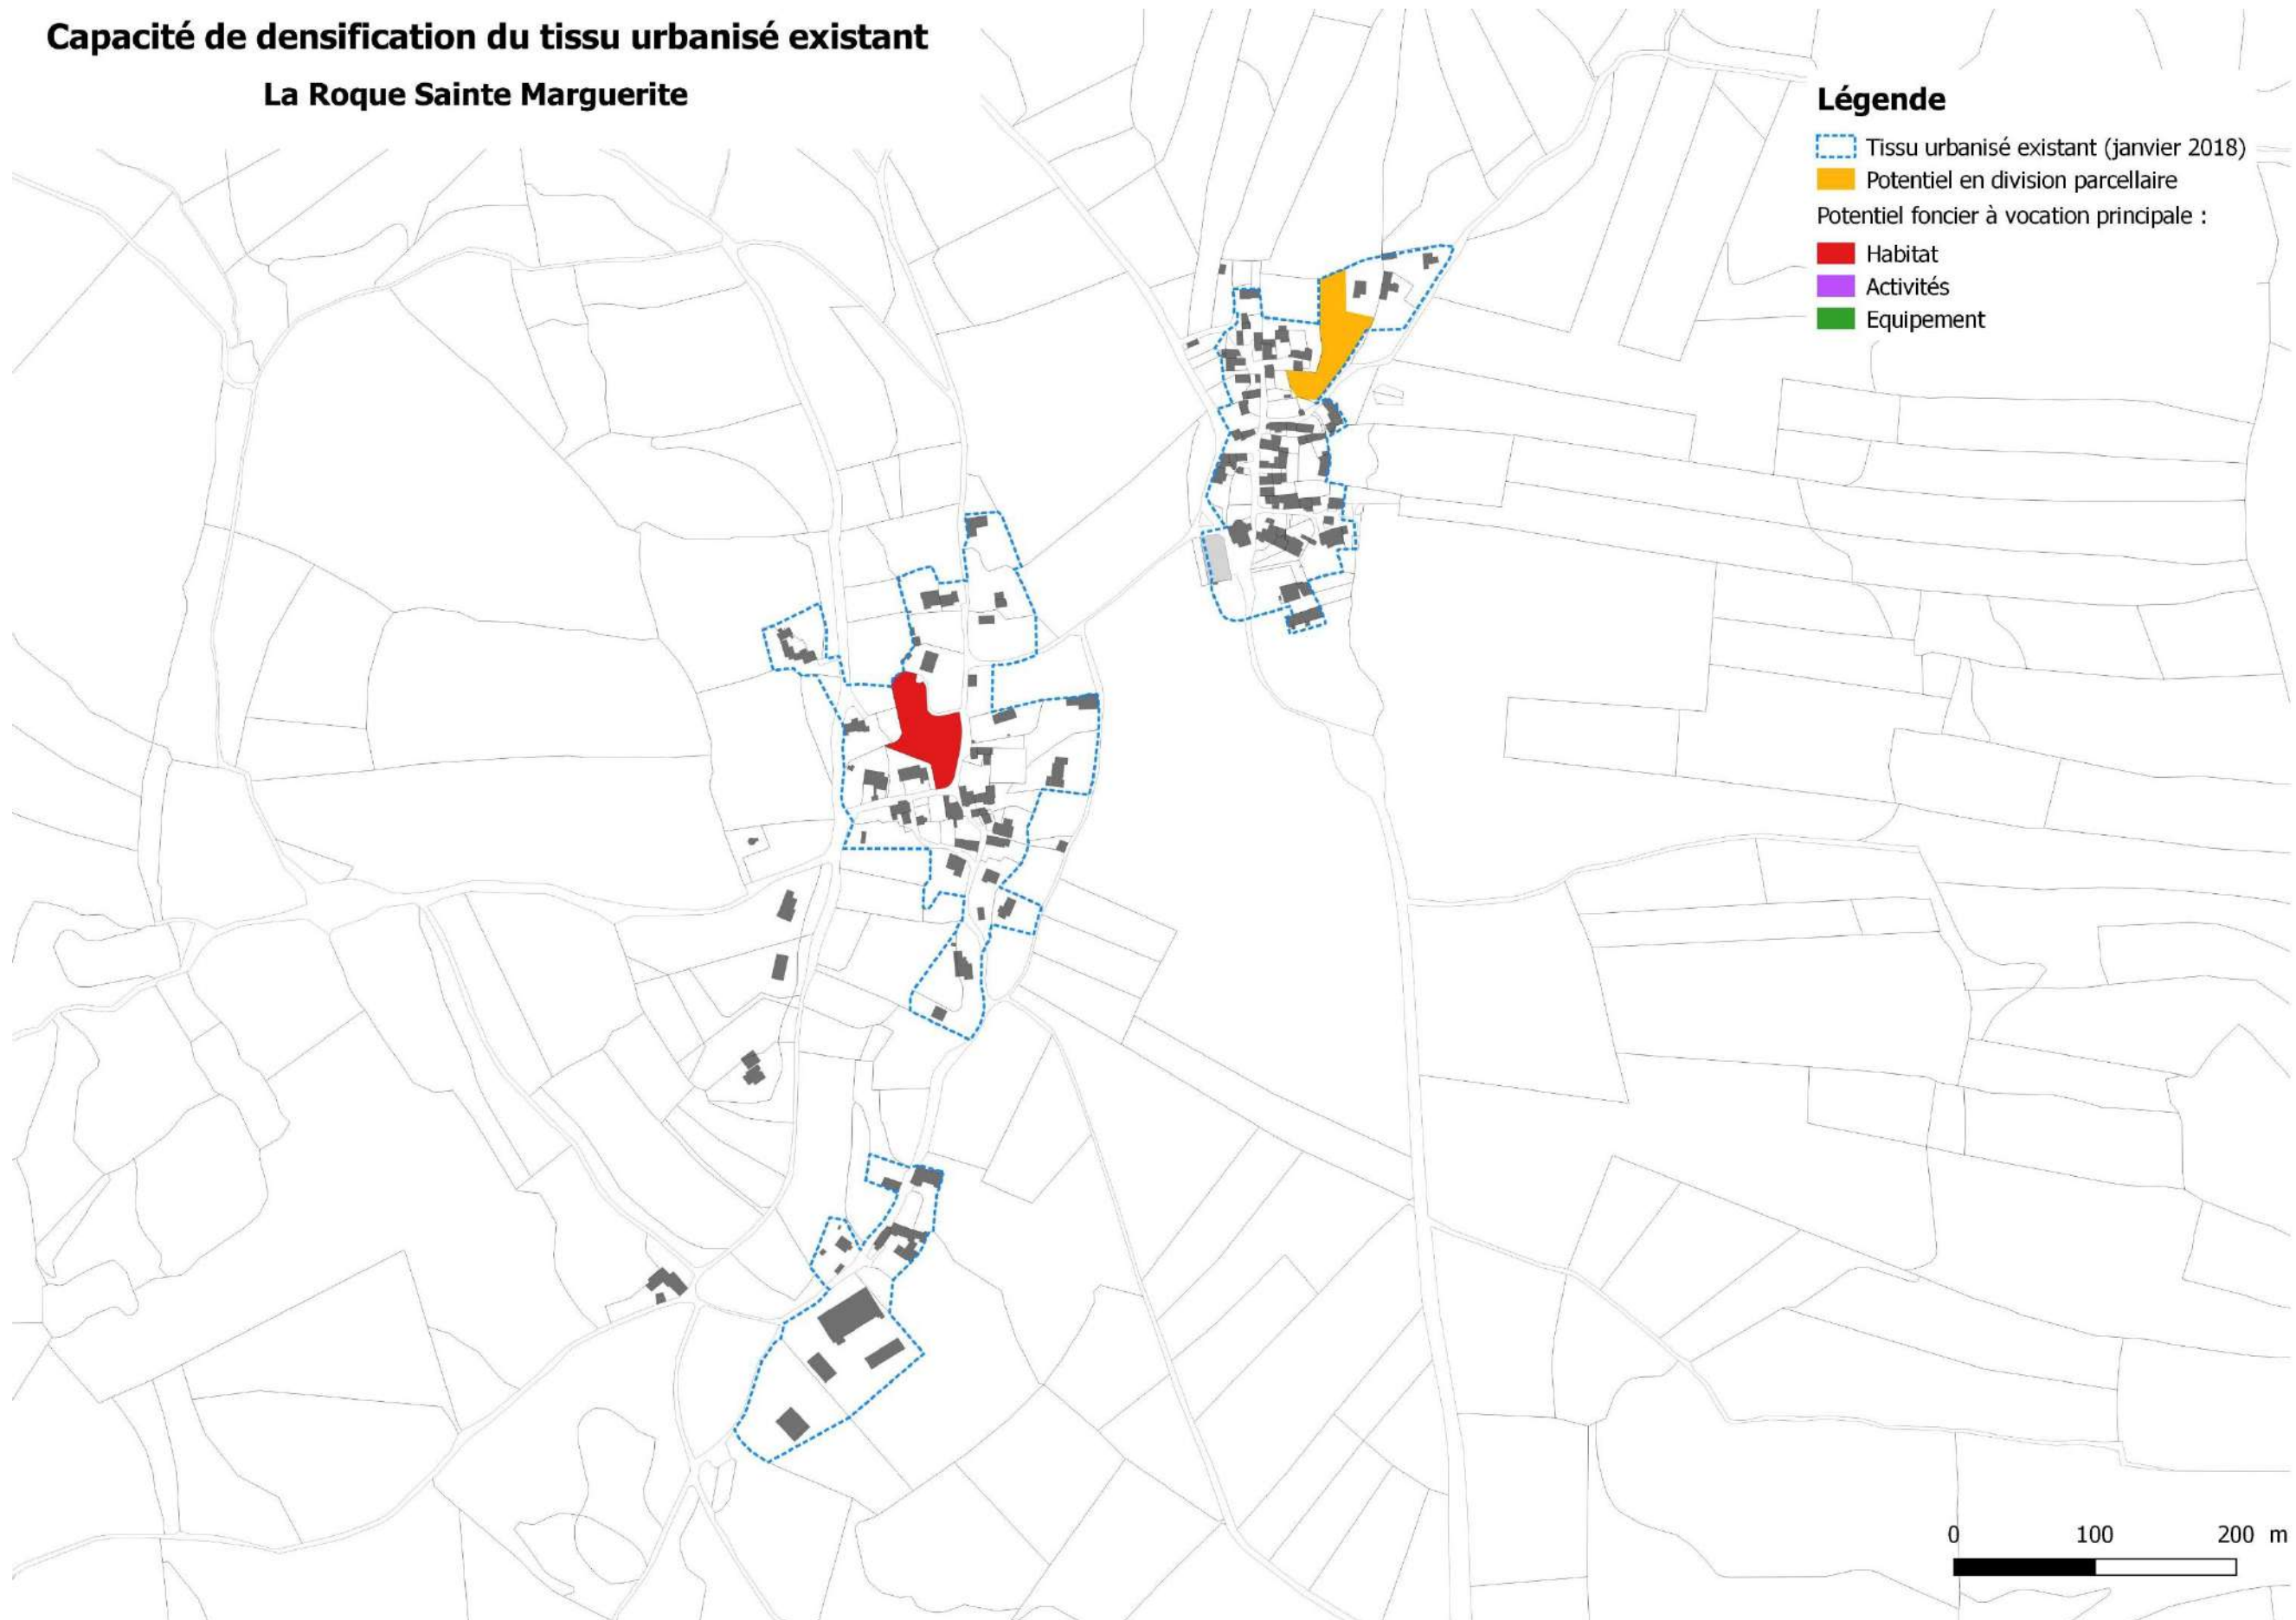 Capacité de densification du tissu urbanisé existant
La Roque Sainte Marguerite
Légende
Tissu urbanisé existant (janvier 2018)
Potentiel en division parcellaire
Potentiel foncier à vocation principale :
Habitat
Activités
Equipement
0 100 200 m